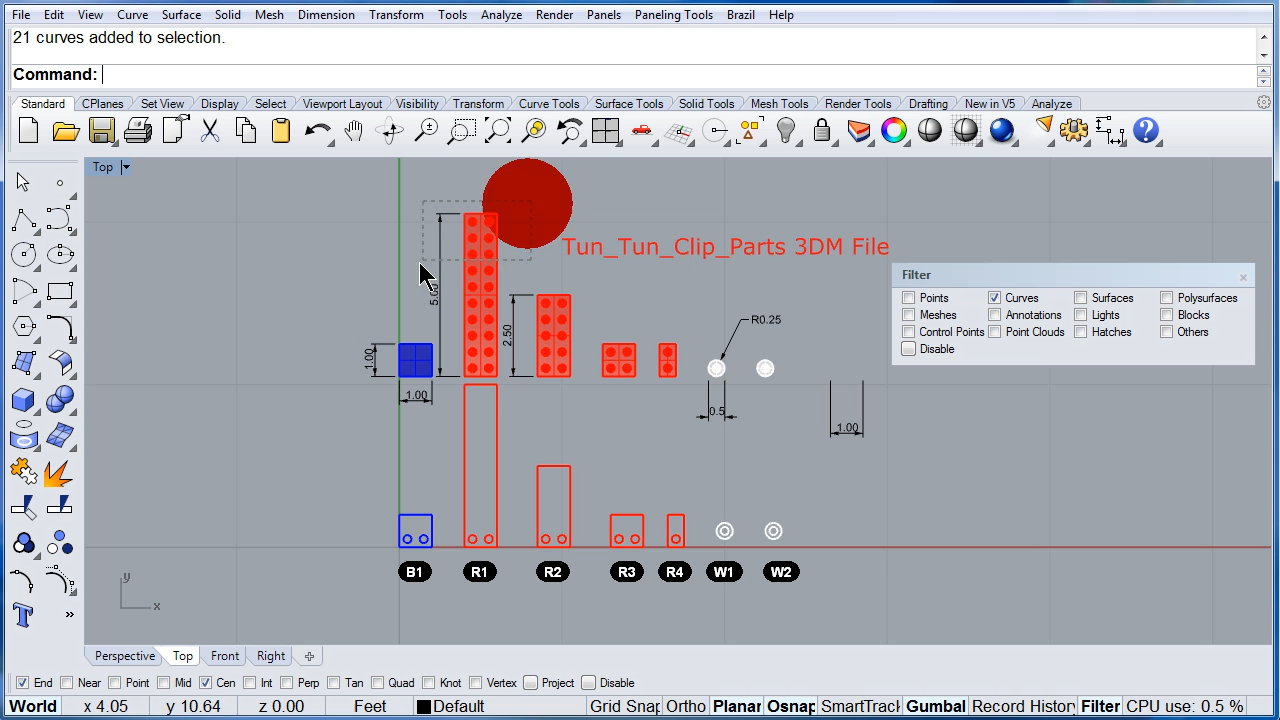 File Edit View Curve Surface Solid Mesh Dimension Transform Tools Analyze Render Panels Paneling Tools Brazil Help
21 curves added to selection.
Command:
Standard CPlanes Set View Display Select Viewport Layout Visibility Transform Curve Tools Surface Tools Solid Tools Mesh Tools Render Tools Drafting New in V5 Analyze
Top
Tun_Tun_Clip_Parts 3DM File
Filter
Points Curves Surfaces Polysurfaces
Meshes Annotations Lights Blocks
Control Points Point Clouds Hatches Others
Disable
R0.25
2.50
1.00
1.00
0.5
1.00
B1 R1 R2 R3 R4 W1 W2
y
x
Perspective Top Front Right
End Near Point Mid Cen Int Perp Tan Quad Knot Vertex Project Disable
World x 4.05 y 10.64 z 0.00 Feet Default Grid Snap Ortho Planar Osnap SmartTrack Gumbal Record History Filter CPU use: 0.5 %